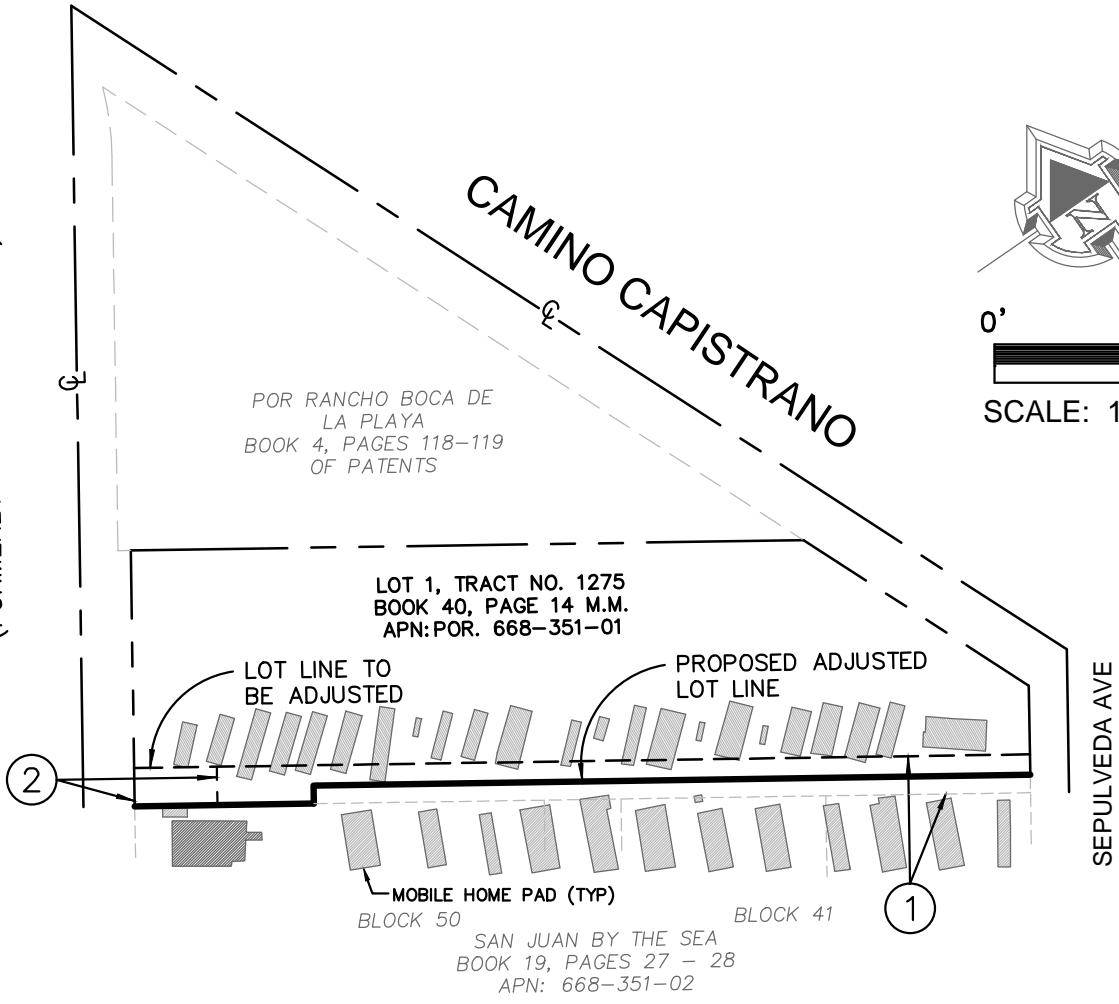 CAMINO CAPISTRANO
N
0'
SCALE: 1
POR RANCHO BOCA DE
LA PLAYA
BOOK 4, PAGES 118–119
OF PATENTS
LOT 1, TRACT NO. 1275
BOOK 40, PAGE 14 M.M.
APN:POR. 668–351–01
LOT LINE TO
BE ADJUSTED
PROPOSED ADJUSTED
LOT LINE
SEPULVEDA AVE
2
MOBILE HOME PAD (TYP)
1
BLOCK 50
BLOCK 41
SAN JUAN BY THE SEA
BOOK 19, PAGES 27 – 28
APN: 668–351–02